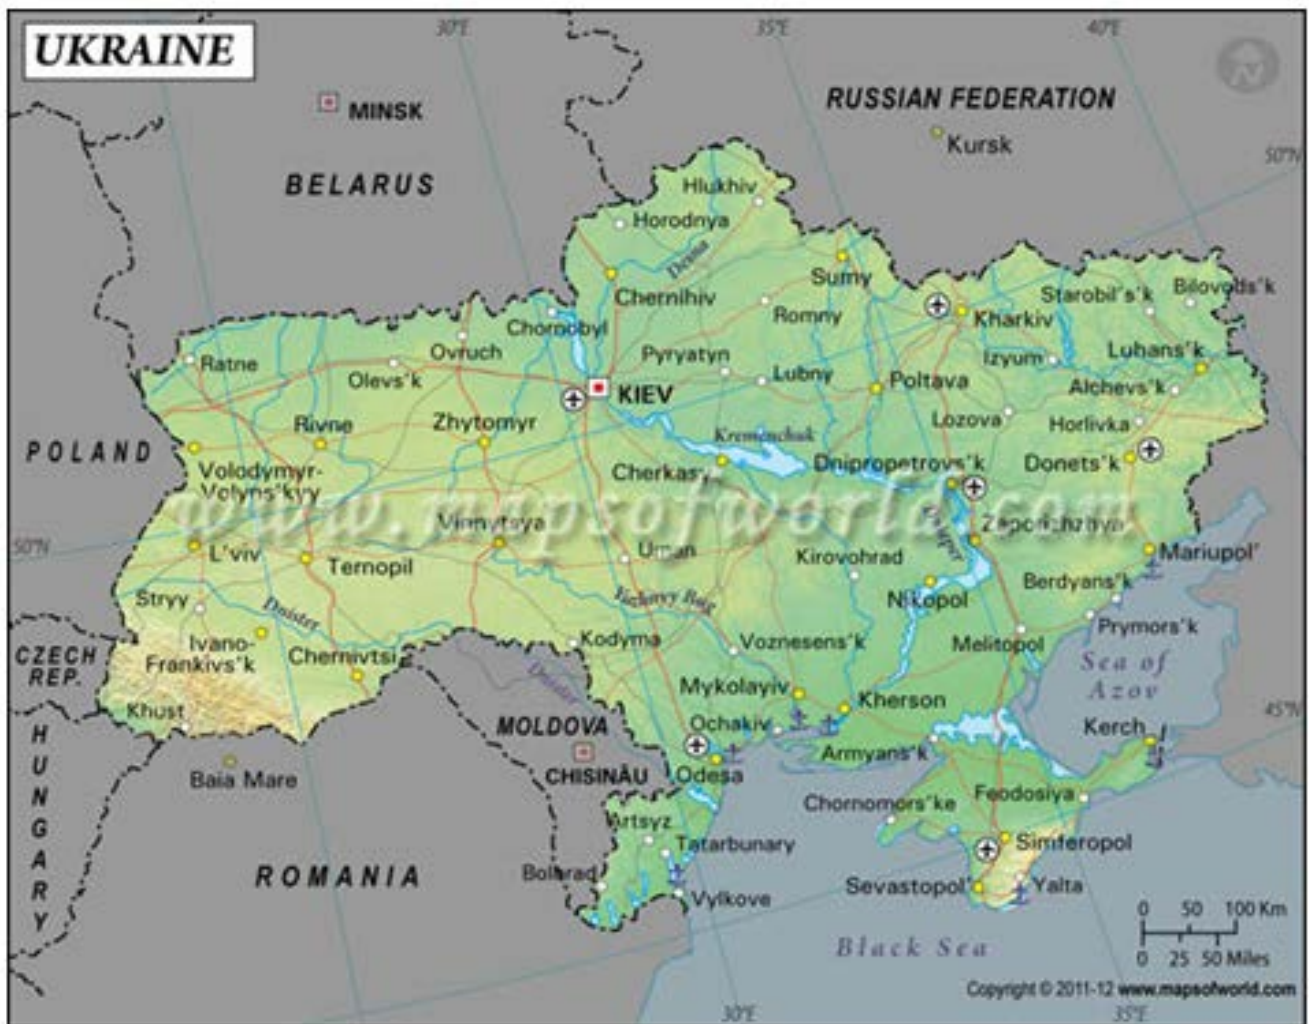 UKRAINE
30°E
35°E
40°E
MINSK
RUSSIAN FEDERATION
Kursk
50°N
BELARUS
Hlukhiv
Horodnya
Desna
Sumy
Chernihiv
Starobil's'k
Bilovods'k
Romny
Kharkiv
Chornobyl
Ovruch
Pyryatyn
Izyum
Luhans'k
Ratne
Olevs'k
Lubny
Poltava
Alchevs'k
KIEV
Rivne
Zhytomyr
Lozova
Horlivka
POLAND
Kremenchuk
Volodymyr-
Volyns'kyy
Cherkasy
Dnipropetrovs'k
Donets'k
www.mapsofworld.com
Vinnytsya
Zaporizhzhya
50°N
L'viv
Ternopil
Uman
Kirovohrad
Dnieper
Mariupol'
Stryy
Dnister
Nikopol
Berdyans'k
Prymors'k
CZECH
REP.
Ivano-
Frankivs'k
Chernivtsi
Kodyma
Voznesens'k
Melitopol
Sea of
Azov
Khust
Mykolayiv
Kherson
45°N
HUNGARY
MOLDOVA
Ochakiv
Armyans'k
Kerch
Baia Mare
CHISINĂU
Odesa
Chornomors'ke
Feodosiya
Artsyz
Tatarbunary
Simferopol
ROMANIA
Bolhrad
Vylkove
Sevastopol'
Yalta
0 50 100 Km
0 25 50 Miles
Black Sea
Copyright © 2011-12 www.mapsofworld.com
30°E
35°E